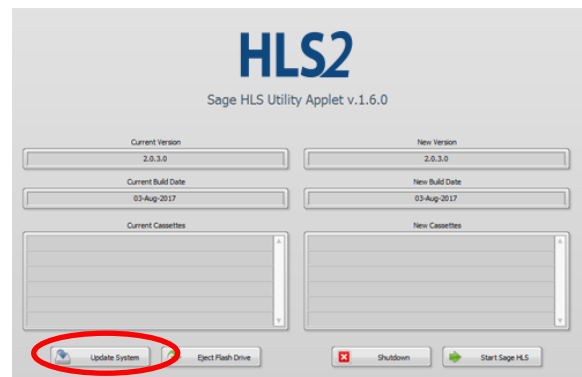 HLS2
Sage HLS Utility Applet v.1.6.0
Current Version
New Version
2.0.3.0
2.0.3.0
Current Build Date
New Build Date
03-Aug-2017
03-Aug-2017
Current Cassettes
New Cassettes
Update System
Eject Flash Drive
Shutdown
Start Sage HLS